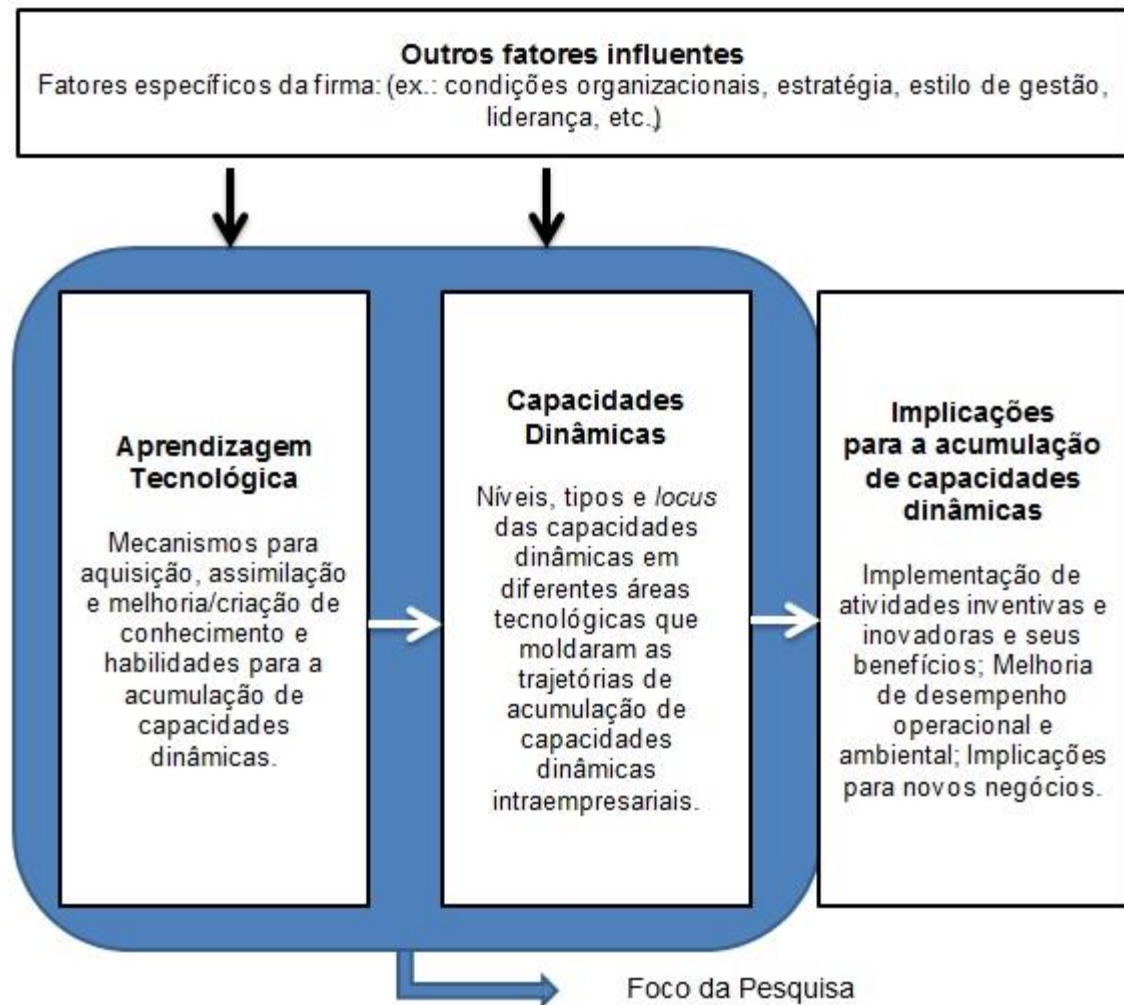 Outros fatores influentes
Fatores específicos da firma: (ex.: condições organizacionais, estratégia, estilo de gestão,
liderança, etc.)
Aprendizagem
Tecnológica
Mecanismos para
aquisição, assimilação
e melhoria/criação de
conhecimento e
habilidades para a
acumulação de
capacidades
dinâmicas.
Capacidades
Dinâmicas
Níveis, tipos e locus
das capacidades
dinâmicas em
diferentes áreas
tecnológicas que
moldaram as
trajetórias de
acumulação de
capacidades
dinâmicas
intraempresariais.
Implicações
para a acumulação
de capacidades
dinâmicas
Implementação de
atividades inventivas e
inovadoras e seus
benefícios; Melhoria
de desempenho
operacional e
ambiental; Implicações
para novos negócios.
Foco da Pesquisa